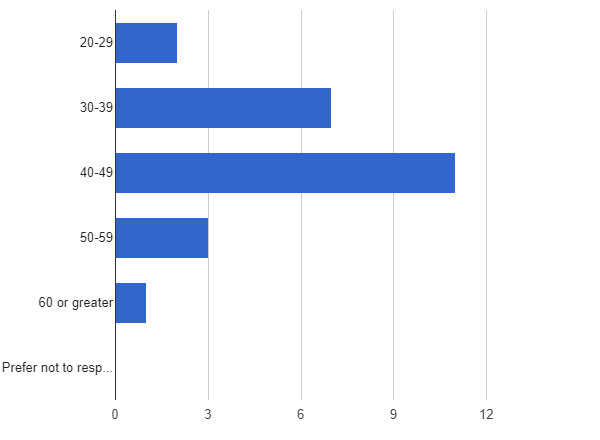 20-29
30-39
40-49
50-59
60 or greater
Prefer not to resp...
0 3 6 9 12